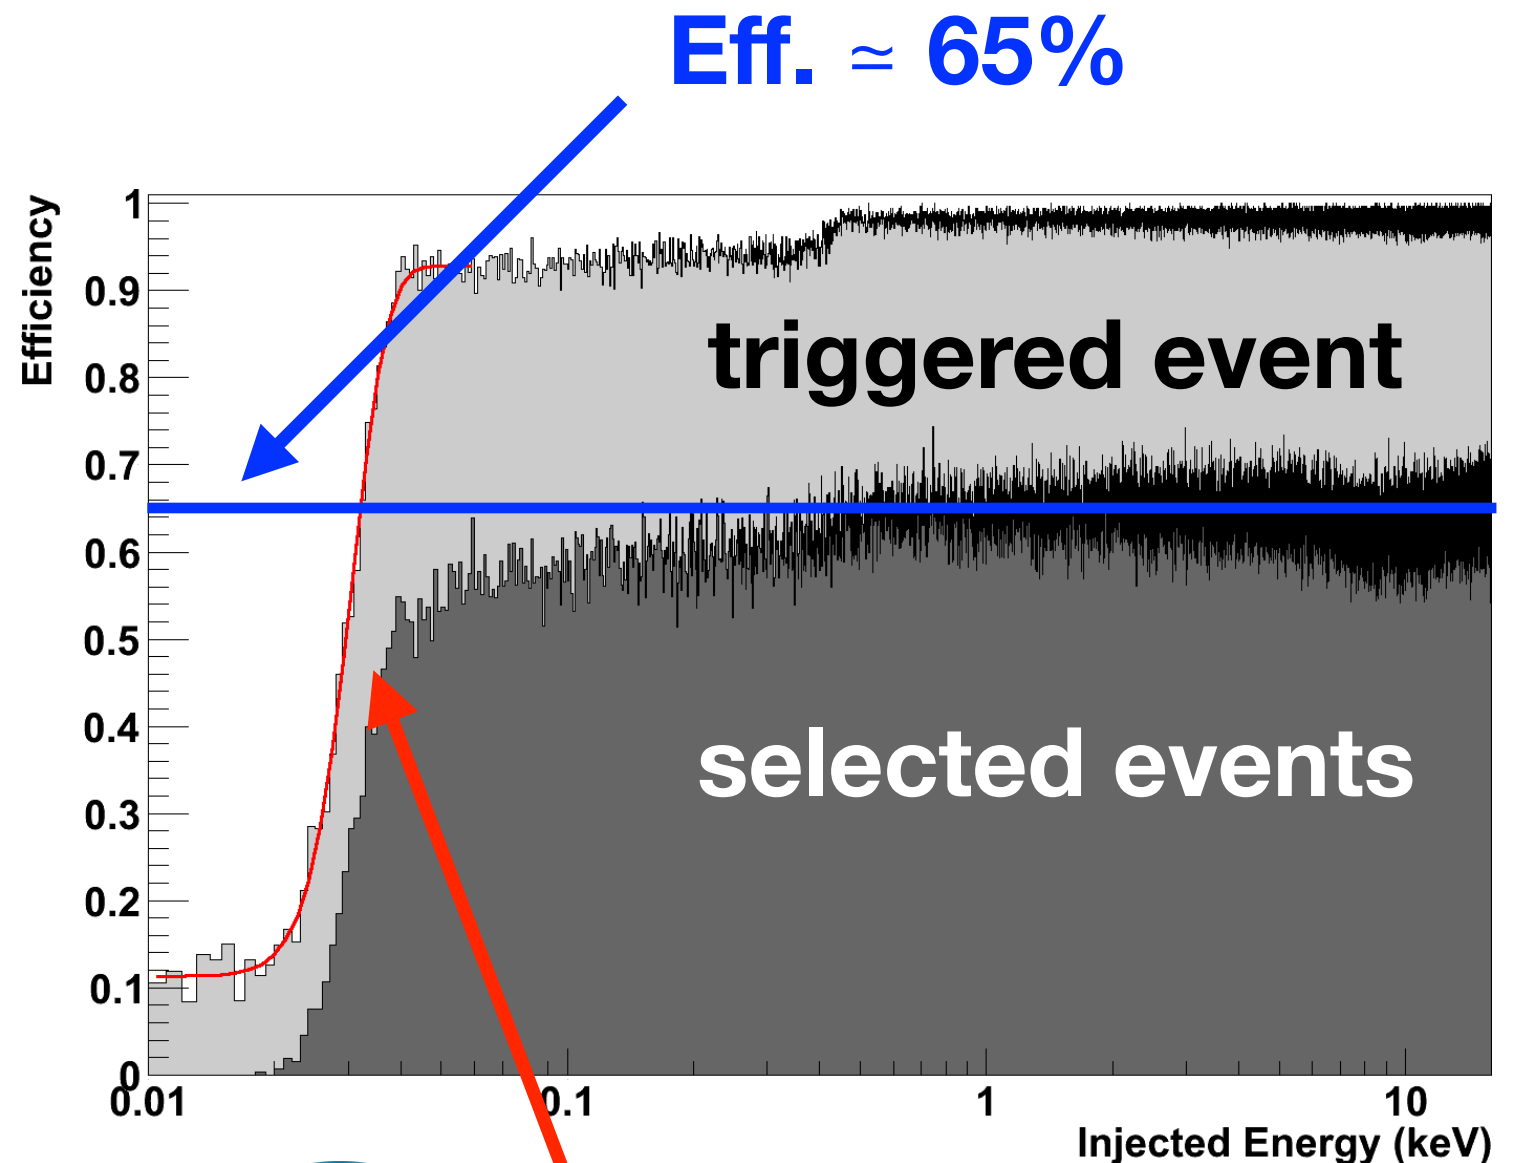 Eff. ≃ 65%
Efficiency
1
0.9
0.8
0.7
0.6
0.5
0.4
0.3
0.2
0.1
0
triggered event
selected events
0.01 0.1 1 10
Injected Energy (keV)